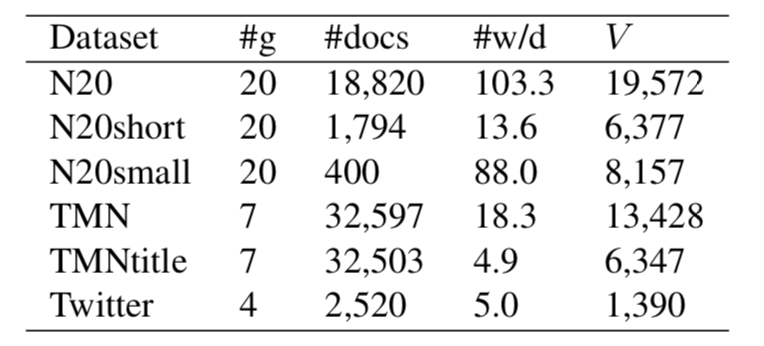 Dataset #g #docs #w/d V
N20 20 18,820 103.3 19,572
N20short 20 1,794 13.6 6,377
N20small 20 400 88.0 8,157
TMN 7 32,597 18.3 13,428
TMNtitle 7 32,503 4.9 6,347
Twitter 4 2,520 5.0 1,390